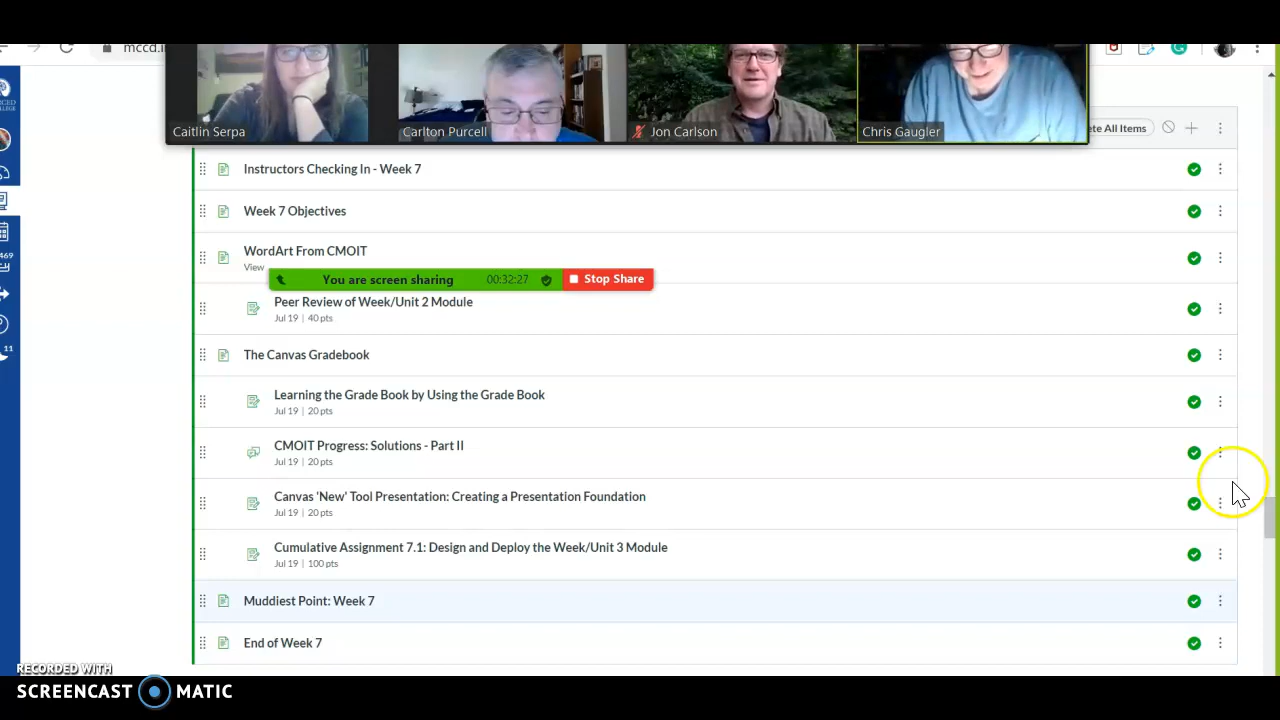 mccd.i
Caitlin Serpa
Carlton Purcell
Jon Carlson
Chris Gaugler
ete All Items
Instructors Checking In - Week 7
Week 7 Objectives
WordArt From CMOIT
View
You are screen sharing 00:32:27 Stop Share
Peer Review of Week/Unit 2 Module
Jul 19 | 40 pts
The Canvas Gradebook
Learning the Grade Book by Using the Grade Book
Jul 19 | 20 pts
CMOIT Progress: Solutions - Part II
Jul 19 | 20 pts
Canvas 'New' Tool Presentation: Creating a Presentation Foundation
Jul 19 | 20 pts
Cumulative Assignment 7.1: Design and Deploy the Week/Unit 3 Module
Jul 19 | 100 pts
Muddiest Point: Week 7
End of Week 7
469
11
RECORDED WITH
SCREENCAST MATIC